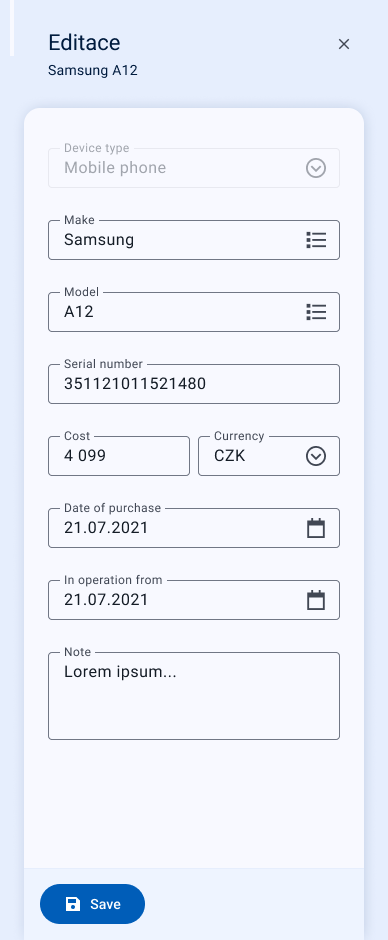 Editace
Samsung A12
Device type
Mobile phone
Make
Samsung
Model
A12
Serial number
351121011521480
Cost
4 099
Currency
CZK
Date of purchase
21.07.2021
In operation from
21.07.2021
Note
Lorem ipsum...
Save